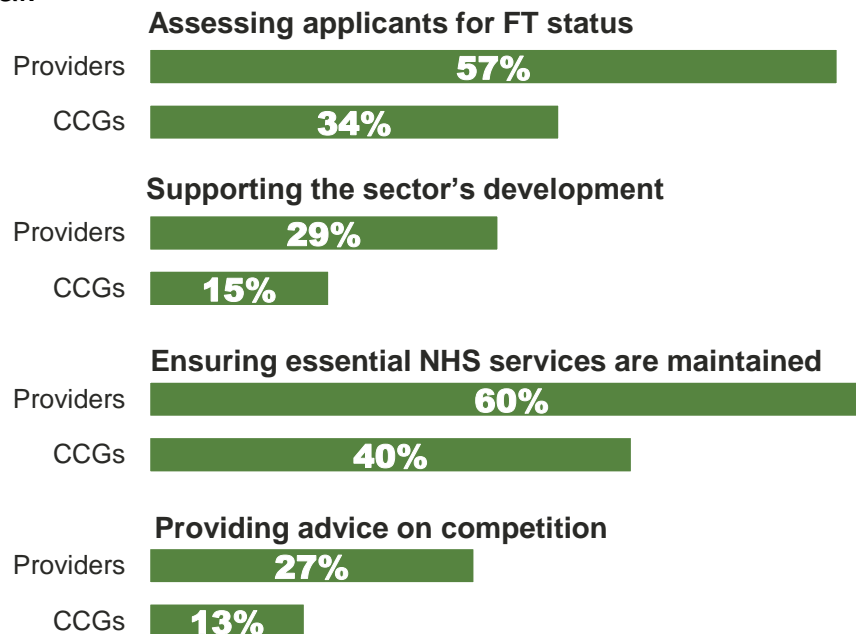 Assessing applicants for FT status
Providers 57%
CCGs 34%
Supporting the sector's development
Providers 29%
CCGs 15%
Ensuring essential NHS services are maintained
Providers 60%
CCGs 40%
Providing advice on competition
Providers 27%
CCGs 13%